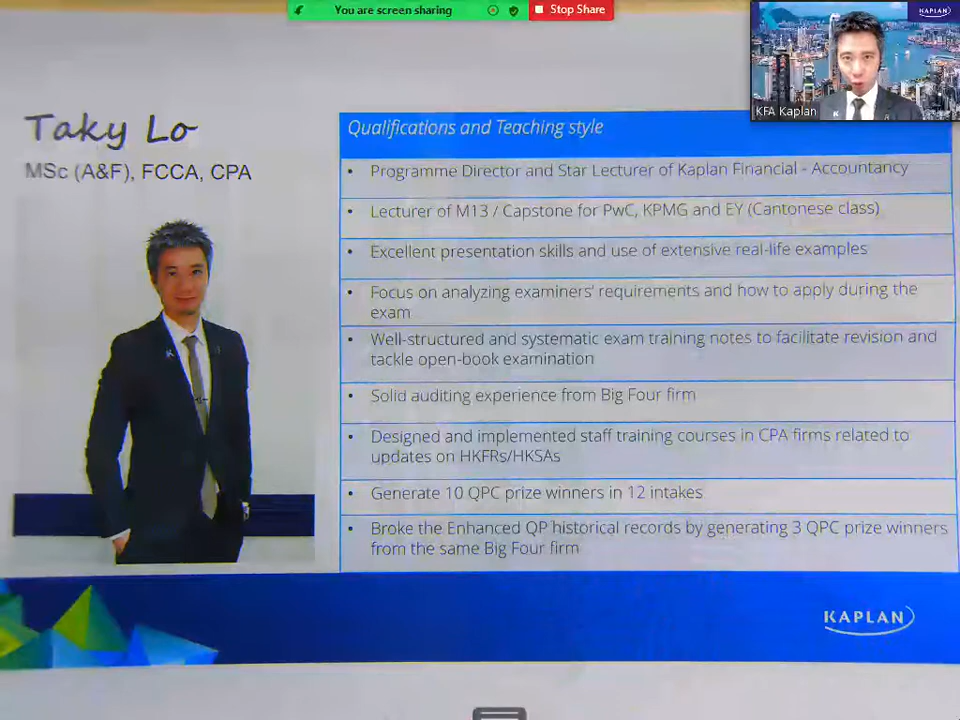 You are screen sharing
Stop Share
KAPLAN
KFA Kaplan
Taky Lo
MSc (A&F), FCCA, CPA
Qualifications and Teaching style
• Programme Director and Star Lecturer of Kaplan Financial - Accountancy
• Lecturer of M13 / Capstone for PwC, KPMG and EY (Cantonese class)
• Excellent presentation skills and use of extensive real-life examples
• Focus on analyzing examiners' requirements and how to apply during the
exam
• Well-structured and systematic exam training notes to facilitate revision and
tackle open-book examination
• Solid auditing experience from Big Four firm
• Designed and implemented staff training courses in CPA firms related to
updates on HKFRs/HKSAs
• Generate 10 QPC prize winners in 12 intakes
• Broke the Enhanced QP historical records by generating 3 QPC prize winners
from the same Big Four firm
KAPLAN